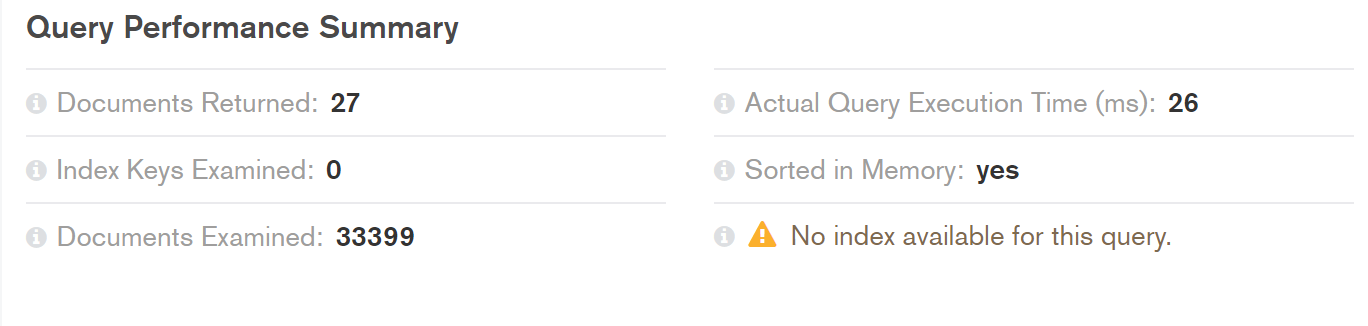 Query Performance Summary
Documents Returned: 27
Actual Query Execution Time (ms): 26
Index Keys Examined: 0
Sorted in Memory: yes
Documents Examined: 33399
No index available for this query.